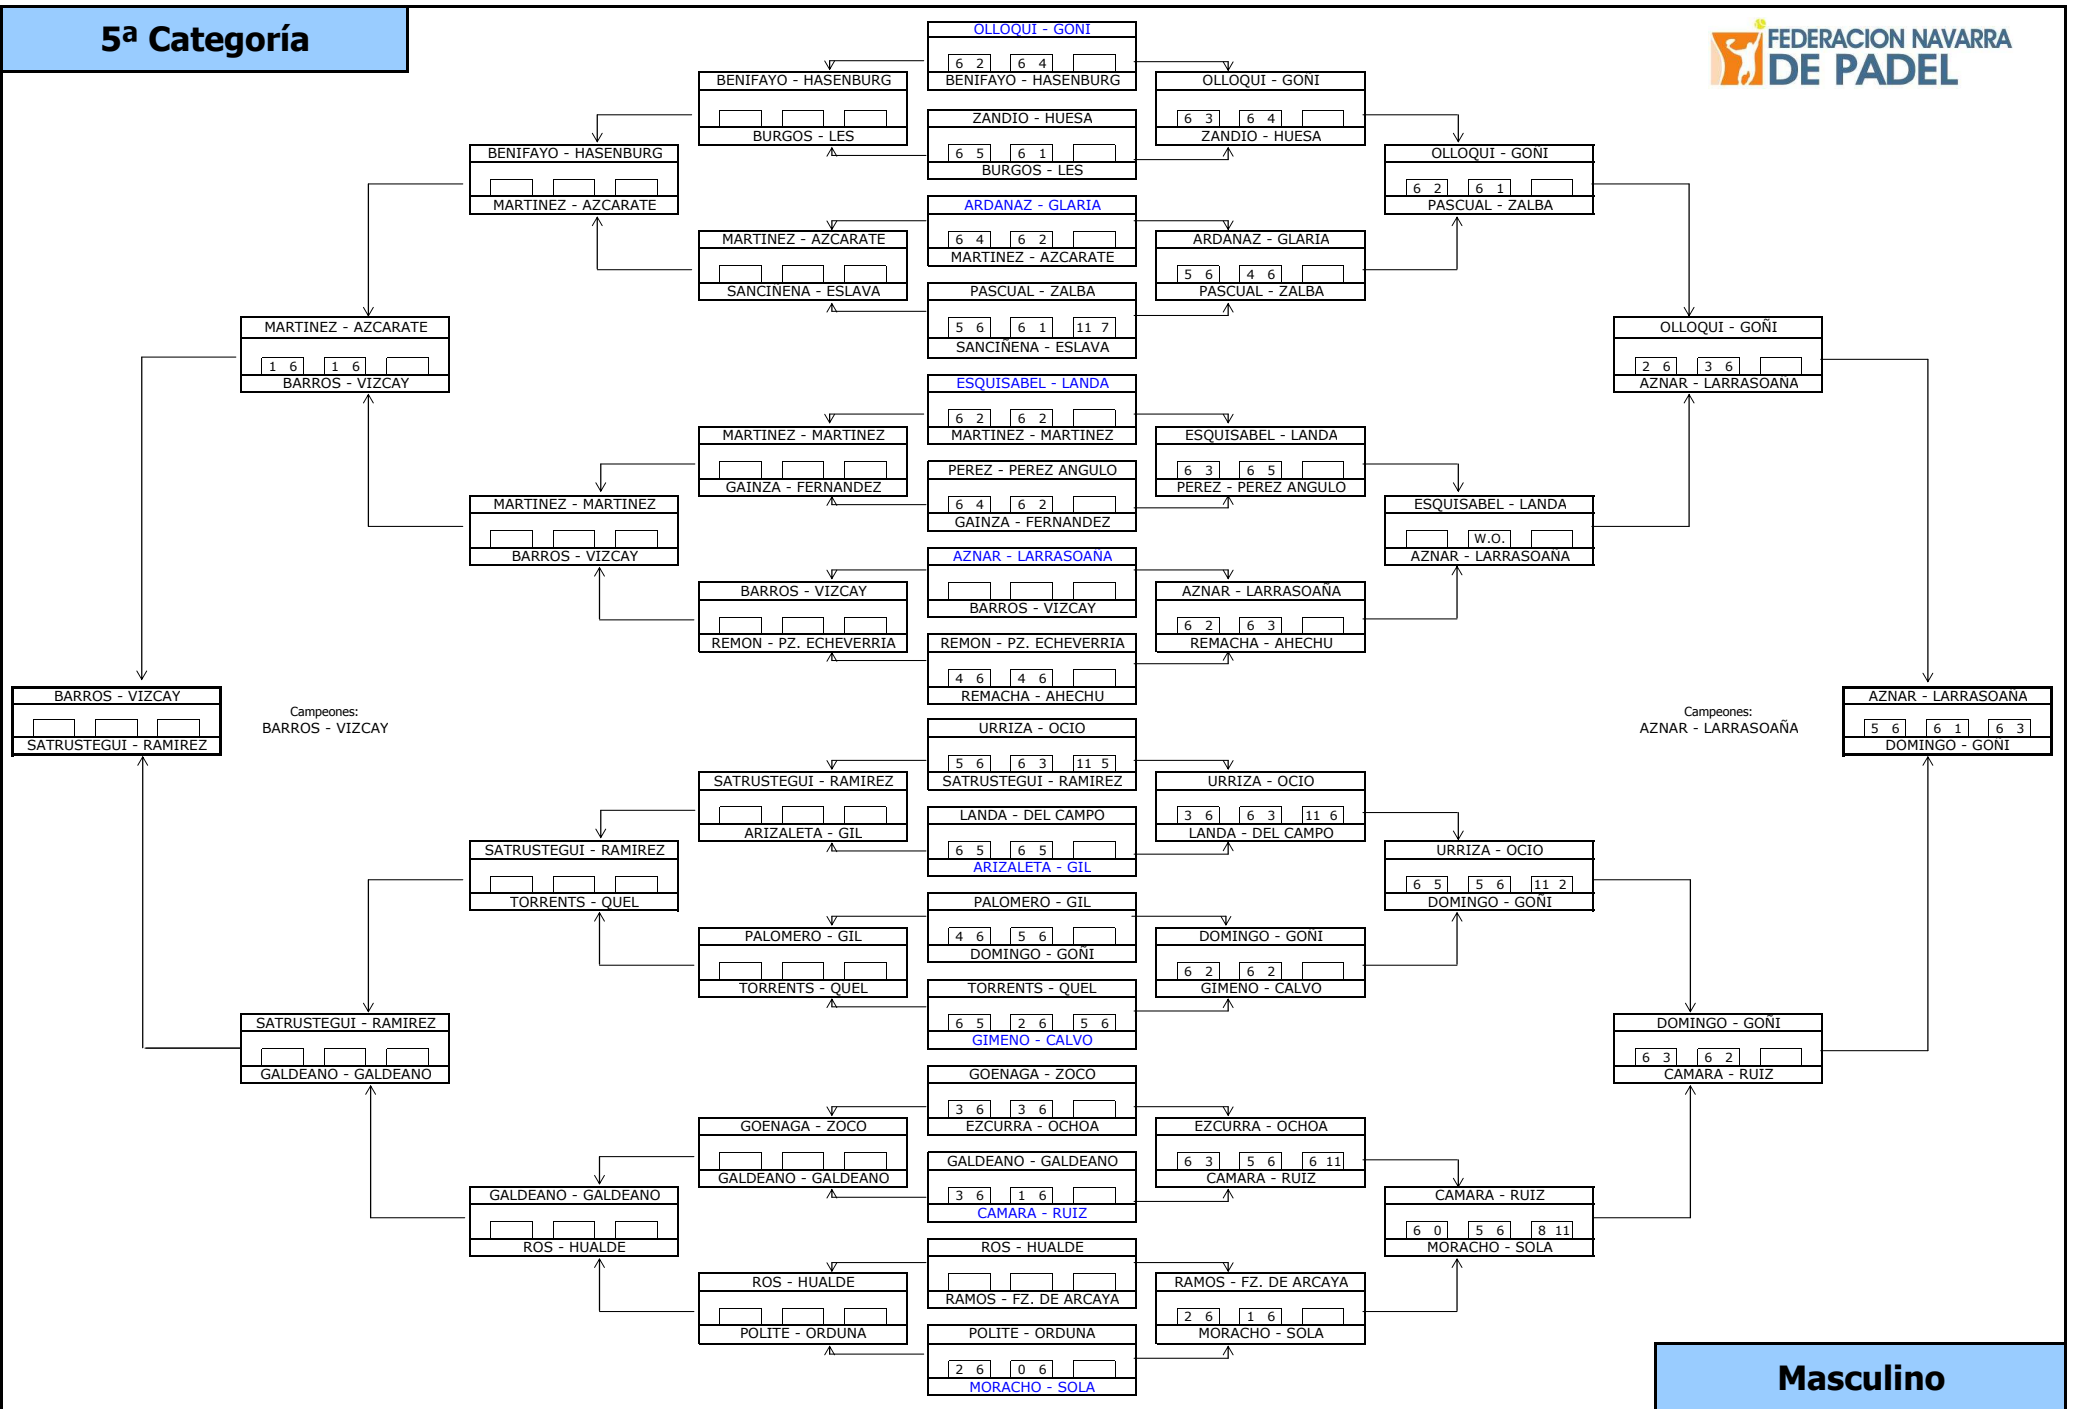 5ª Categoría
FEDERACION NAVARRA
DE PADEL
OLLOQUI - GOÑI
6 2 6 4
BENIFAYO - HASENBURG
ZANDIO - HUESA
6 5 6 1
BURGOS - LES
ARDANAZ - GLARIA
6 4 6 2
MARTINEZ - AZCARATE
PASCUAL - ZALBA
5 6 6 1 11 7
SANCIÑENA - ESLAVA
ESQUISABEL - LANDA
6 2 6 2
MARTINEZ - MARTINEZ
PEREZ - PEREZ ANGULO
6 4 6 2
GAINZA - FERNANDEZ
AZNAR - LARRASOAÑA
BARROS - VIZCAY
REMON - PZ. ECHEVERRIA
4 6 4 6
REMACHA - AHECHU
URRIZA - OCIO
5 6 6 3 11 5
SATRUSTEGUI - RAMIREZ
LANDA - DEL CAMPO
6 5 6 5
ARIZALETA - GIL
PALOMERO - GIL
4 6 5 6
DOMINGO - GOÑI
TORRENTS - QUEL
6 5 2 6 5 6
GIMENO - CALVO
GOENAGA - ZOCO
3 6 3 6
EZCURRA - OCHOA
GALDEANO - GALDEANO
3 6 1 6
CAMARA - RUIZ
ROS - HUALDE
RAMOS - FZ. DE ARCAYA
POLITE - ORDUNA
2 6 0 6
MORACHO - SOLA
BENIFAYO - HASENBURG
BURGOS - LES
MARTINEZ - AZCARATE
SANCIÑENA - ESLAVA
MARTINEZ - MARTINEZ
GAINZA - FERNANDEZ
BARROS - VIZCAY
REMON - PZ. ECHEVERRIA
SATRUSTEGUI - RAMIREZ
ARIZALETA - GIL
PALOMERO - GIL
TORRENTS - QUEL
GOENAGA - ZOCO
GALDEANO - GALDEANO
ROS - HUALDE
POLITE - ORDUNA
BENIFAYO - HASENBURG
MARTINEZ - AZCARATE
MARTINEZ - MARTINEZ
BARROS - VIZCAY
SATRUSTEGUI - RAMIREZ
TORRENTS - QUEL
GALDEANO - GALDEANO
ROS - HUALDE
MARTINEZ - AZCARATE
1 6 1 6
BARROS - VIZCAY
SATRUSTEGUI - RAMIREZ
GALDEANO - GALDEANO
BARROS - VIZCAY
SATRUSTEGUI - RAMIREZ
Campeones:
BARROS - VIZCAY
OLLOQUI - GOÑI
6 3 6 4
ZANDIO - HUESA
ARDANAZ - GLARIA
5 6 4 6
PASCUAL - ZALBA
ESQUISABEL - LANDA
6 3 6 5
PEREZ - PEREZ ANGULO
AZNAR - LARRASOAÑA
6 2 6 3
REMACHA - AHECHU
URRIZA - OCIO
3 6 6 3 11 6
LANDA - DEL CAMPO
DOMINGO - GOÑI
6 2 6 2
GIMENO - CALVO
EZCURRA - OCHOA
6 3 5 6 6 11
CAMARA - RUIZ
RAMOS - FZ. DE ARCAYA
2 6 1 6
MORACHO - SOLA
OLLOQUI - GOÑI
6 2 6 1
PASCUAL - ZALBA
ESQUISABEL - LANDA
W.O.
AZNAR - LARRASOAÑA
URRIZA - OCIO
6 5 5 6 11 2
DOMINGO - GOÑI
CAMARA - RUIZ
6 0 5 6 8 11
MORACHO - SOLA
OLLOQUI - GOÑI
2 6 3 6
AZNAR - LARRASOAÑA
DOMINGO - GOÑI
6 3 6 2
CAMARA - RUIZ
Campeones:
AZNAR - LARRASOAÑA
AZNAR - LARRASOAÑA
5 6 6 1 6 3
DOMINGO - GOÑI
Masculino